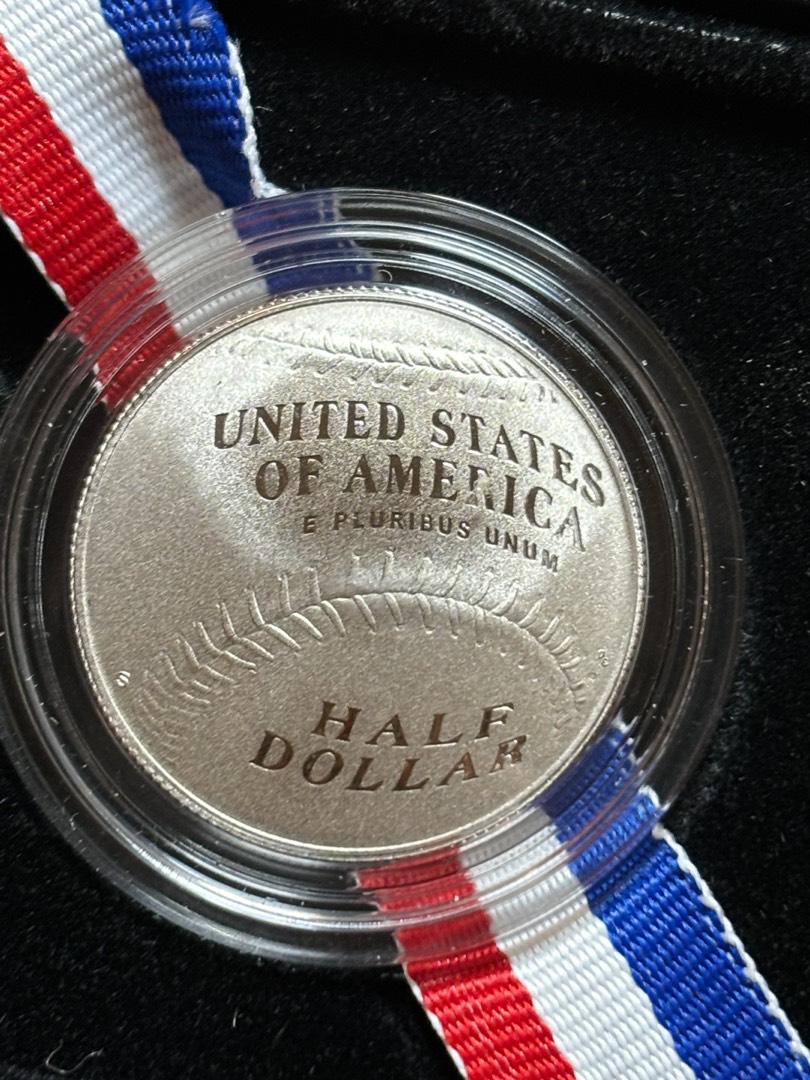 UNITED STATES
OF AMERICA
E PLURIBUS UNUM
S
HALF
DOLLAR